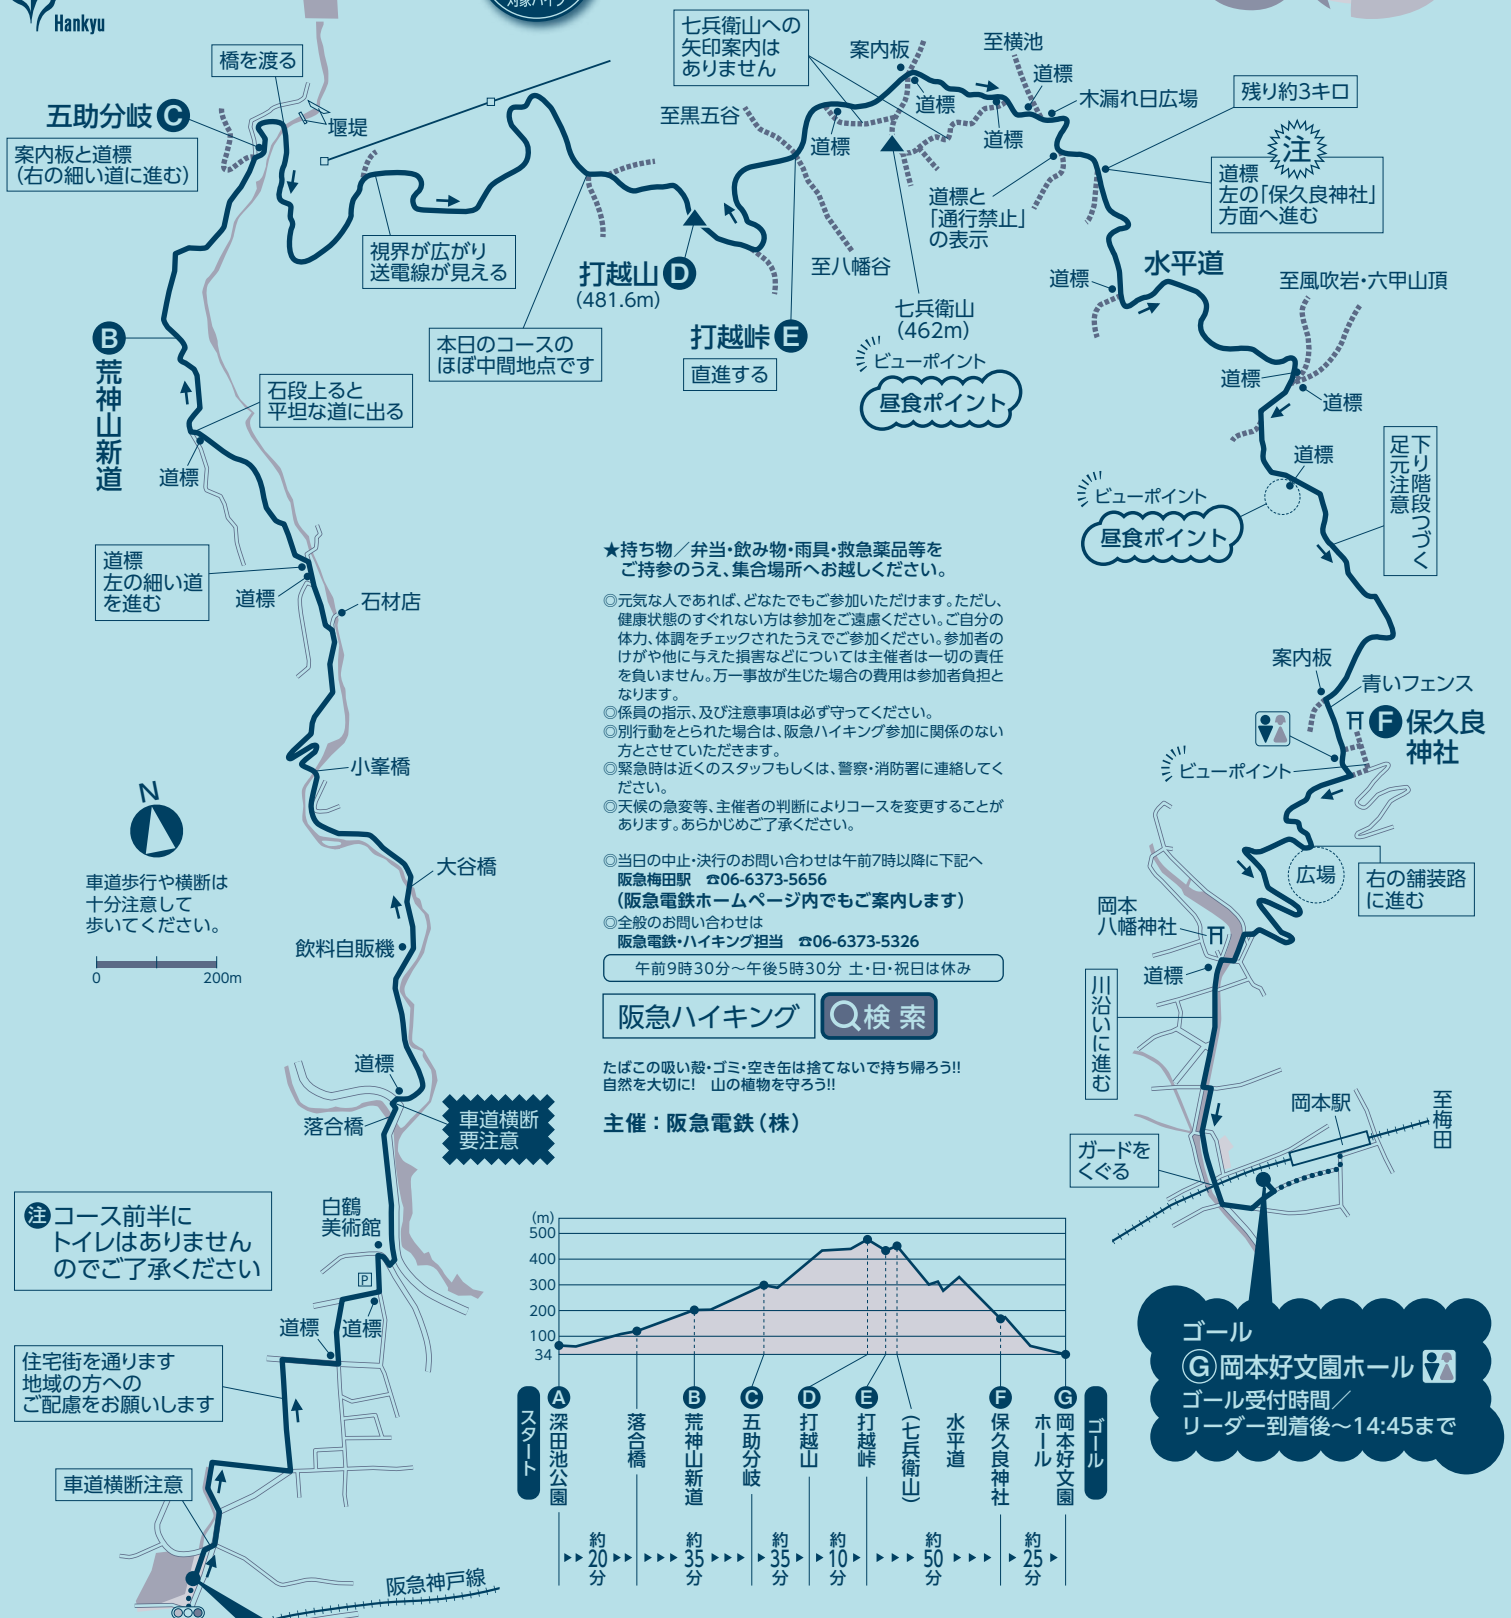 Hankyu
橋を渡る
五助分岐 C
案内板と道標
（右の細い道に進む）
堰堤
視界が広がり
送電線が見える
本日のコースの
ほぼ中間地点です
打越山 D
（481.6m）
七兵衛山への
矢印案内は
ありません
至黒五谷
道標
案内板
道標
至横池
道標
道標
木漏れ日広場
残り約3キロ
注
道標
左の「保久良神社」
方面へ進む
道標と
「通行禁止」
の表示
至八幡谷
打越峠 E
直進する
七兵衛山
（462m）
ビューポイント
昼食ポイント
道標
水平道
至風吹岩・六甲山頂
道標
道標
道標
ビューポイント
昼食ポイント
下り階段つづく
足元注意
案内板
青いフェンス
F 保久良
神社
ビューポイント
広場
右の舗装路
に進む
岡本
八幡神社
道標
川沿いに進む
岡本駅
至梅田
ガードを
くぐる
ゴール
G 岡本好文園ホール
ゴール受付時間／
リーダー到着後〜14:45まで
B
荒神山新道
石段上ると
平坦な道に出る
道標
道標
左の細い道
を進む
道標
石材店
小峯橋
大谷橋
飲料自販機
N
車道歩行や横断は
十分注意して
歩いてください。
0 200m
道標
落合橋
車道横断
要注意
注 コース前半に
トイレはありません
のでご了承ください
白鶴
美術館
P
道標
道標
住宅街を通ります
地域の方への
ご配慮をお願いします
車道横断注意
阪急神戸線
★持ち物／弁当・飲み物・雨具・救急薬品等を
ご持参のうえ、集合場所へお越しください。
◎元気な人であれば、どなたでもご参加いただけます。ただし、
健康状態のすぐれない方は参加をご遠慮ください。ご自分の
体力、体調をチェックされたうえでご参加ください。参加者の
けがや他に与えた損害などについては主催者は一切の責任
を負いません。万一事故が生じた場合の費用は参加者負担と
なります。
◎係員の指示、及び注意事項は必ず守ってください。
◎別行動をとられた場合は、阪急ハイキング参加に関係のない
方とさせていただきます。
◎緊急時は近くのスタッフもしくは、警察・消防署に連絡してく
ださい。
◎天候の急変等、主催者の判断によりコースを変更することが
あります。あらかじめご了承ください。
◎当日の中止・決行のお問い合わせは午前7時以降に下記へ
阪急梅田駅 ☎06-6373-5656
（阪急電鉄ホームページ内でもご案内します）
◎全般のお問い合わせは
阪急電鉄・ハイキング担当 ☎06-6373-5326
午前9時30分〜午後5時30分 土・日・祝日は休み
阪急ハイキング 検索
たばこの吸い殻・ゴミ・空き缶は捨てないで持ち帰ろう!!
自然を大切に! 山の植物を守ろう!!
主催：阪急電鉄（株）
(m)
500
400
300
200
100
34
スタート
A 深田池公園
落合橋
B 荒神山新道
C 五助分岐
D 打越山
E 打越峠
（七兵衛山）
水平道
F 保久良神社
G 岡本好文園
ホール
ゴール
約20分
約35分
約35分
約10分
約50分
約25分